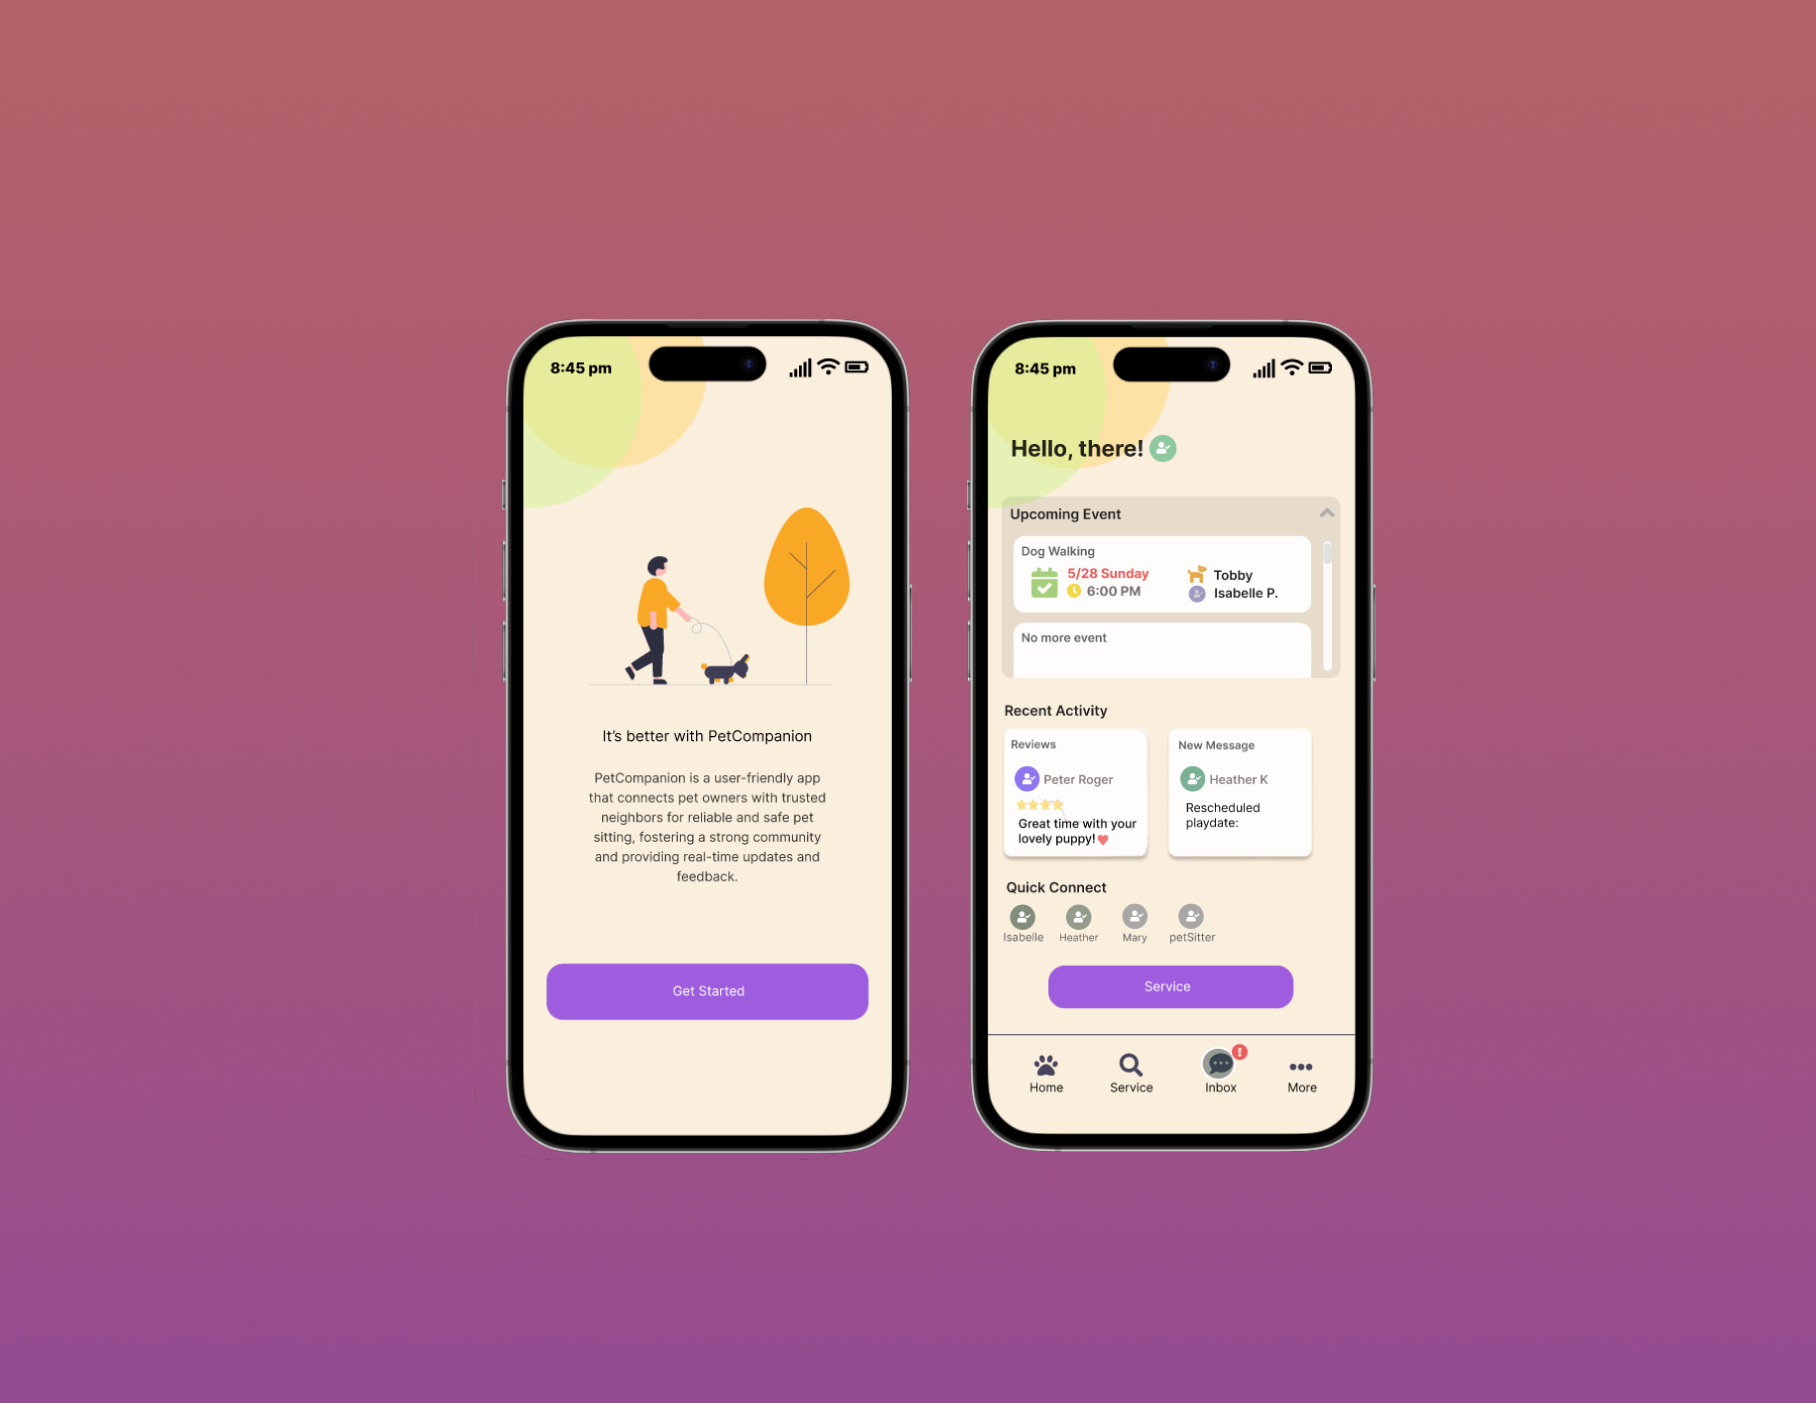 8:45 pm
It's better with PetCompanion
PetCompanion is a user-friendly app
that connects pet owners with trusted
neighbors for reliable and safe pet
sitting, fostering a strong community
and providing real-time updates and
feedback.
Get Started
8:45 pm
Hello, there!
Upcoming Event
Dog Walking
5/28 Sunday
6:00 PM
Tobby
Isabelle P.
No more event
Recent Activity
Reviews
Peter Roger
Great time with your
lovely puppy!
New Message
Heather K
Rescheduled
playdate:
Quick Connect
Isabelle
Heather
Mary
petSitter
Service
Home
Service
Inbox
More